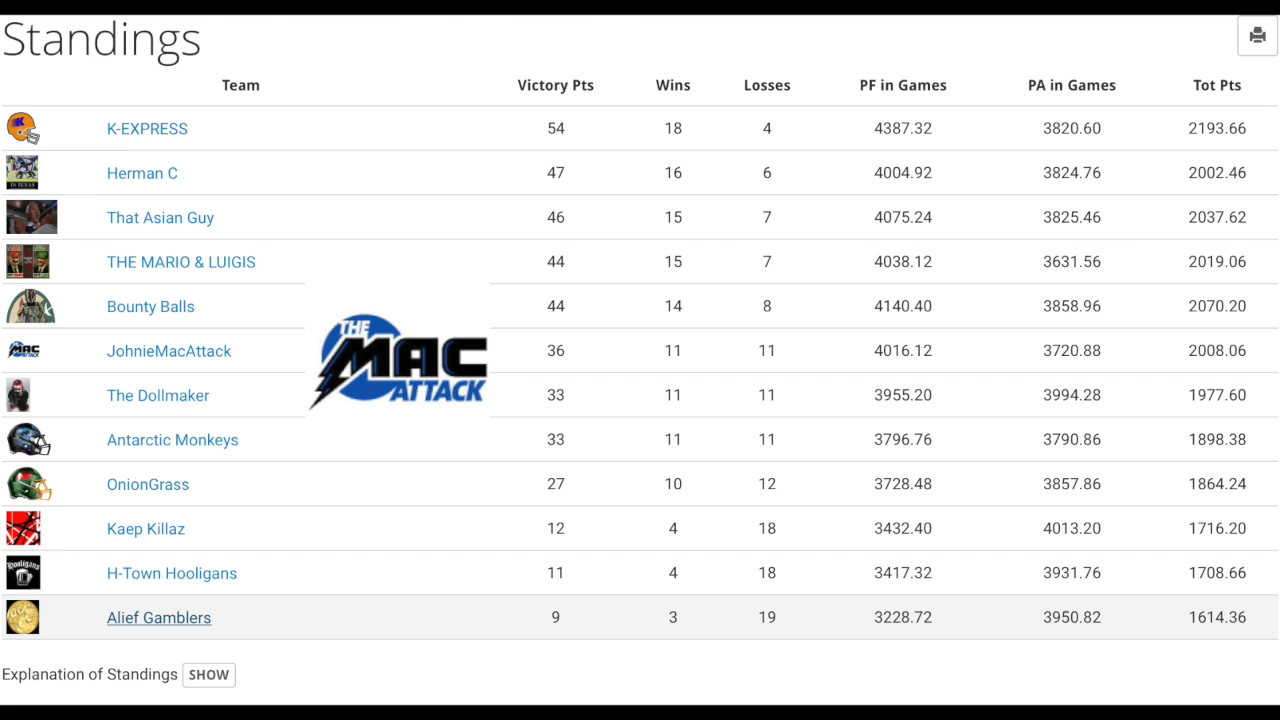 Standings
Team Victory Pts Wins Losses PF in Games PA in Games Tot Pts
K-EXPRESS 54 18 4 4387.32 3820.60 2193.66
IN TEXAS
Herman C 47 16 6 4004.92 3824.76 2002.46
That Asian Guy 46 15 7 4075.24 3825.46 2037.62
THE MARIO & LUIGIS 44 15 7 4038.12 3631.56 2019.06
Bounty Balls 44 14 8 4140.40 3858.96 2070.20
THE
MAC
ATTACK
MAC
ATTACK
JohnieMacAttack 36 11 11 4016.12 3720.88 2008.06
The Dollmaker 33 11 11 3955.20 3994.28 1977.60
Antarctic Monkeys 33 11 11 3796.76 3790.86 1898.38
OnionGrass 27 10 12 3728.48 3857.86 1864.24
Kaep Killaz 12 4 18 3432.40 4013.20 1716.20
Hooligans
H-Town Hooligans 11 4 18 3417.32 3931.76 1708.66
Alief Gamblers 9 3 19 3228.72 3950.82 1614.36
Explanation of Standings SHOW